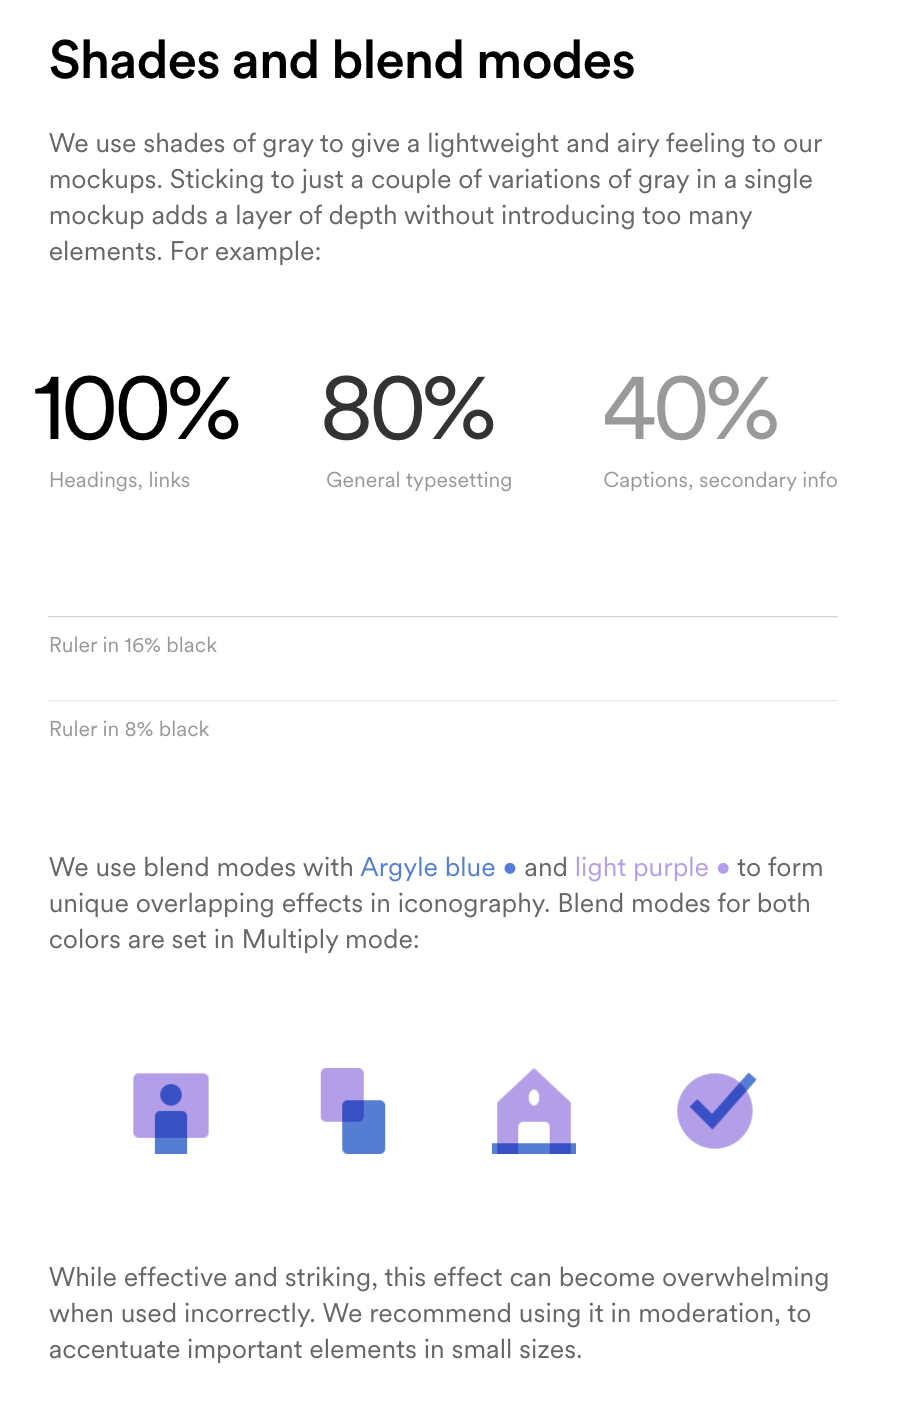 Shades and blend modes
We use shades of gray to give a lightweight and airy feeling to our
mockups. Sticking to just a couple of variations of gray in a single
mockup adds a layer of depth without introducing too many
elements. For example:
100% 80% 40%
Headings, links General typesetting Captions, secondary info
Ruler in 16% black
Ruler in 8% black
We use blend modes with Argyle blue • and light purple • to form
unique overlapping effects in iconography. Blend modes for both
colors are set in Multiply mode:
While effective and striking, this effect can become overwhelming
when used incorrectly. We recommend using it in moderation, to
accentuate important elements in small sizes.